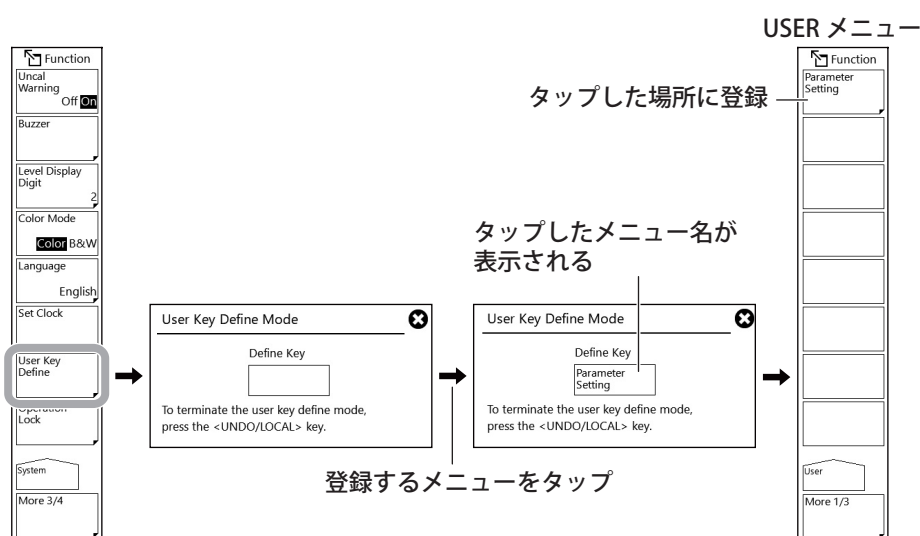 USER メニュー
Function
Uncal
Warning
Off On
Buzzer
Level Display
Digit
2
Color Mode
Color B&W
Language
English
Set Clock
User Key
Define
Operation
Lock
System
More 3/4
User Key Define Mode
Define Key
To terminate the user key define mode,
press the <UNDO/LOCAL> key.
登録するメニューをタップ
タップしたメニュー名が
表示される
User Key Define Mode
Define Key
Parameter
Setting
To terminate the user key define mode,
press the <UNDO/LOCAL> key.
タップした場所に登録
Function
Parameter
Setting
User
More 1/3